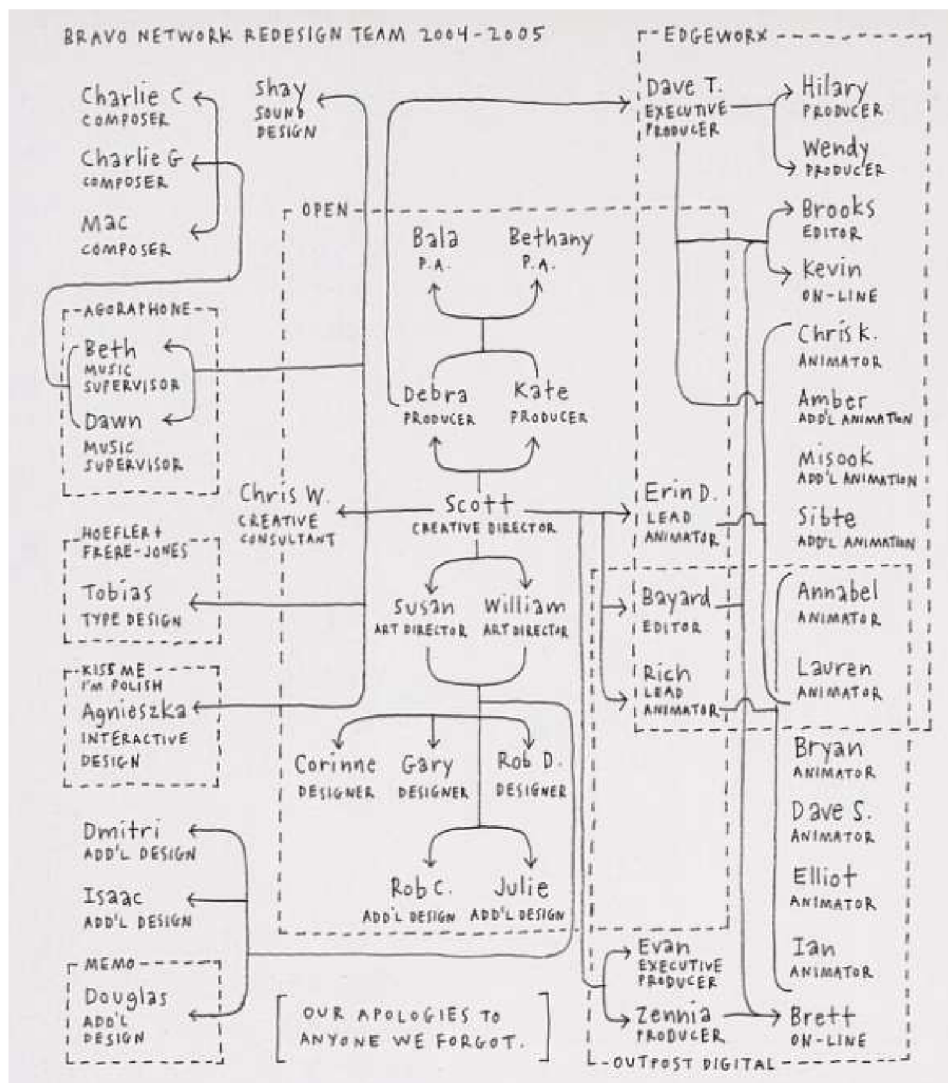 BRAVO NETWORK REDESIGN TEAM 2004-2005
EDGEWORX
Charlie C
COMPOSER
Charlie G
COMPOSER
Mac
COMPOSER
Shay
SOUND
DESIGN
Dave T.
EXECUTIVE
PRODUCER
Hilary
PRODUCER
Wendy
PRODUCER
Brooks
EDITOR
Kevin
ON-LINE
OPEN
Bala
P.A.
Bethany
P.A.
AGORAPHONE
Beth
MUSIC
SUPERVISOR
Dawn
MUSIC
SUPERVISOR
Debra
PRODUCER
Kate
PRODUCER
Chris K.
ANIMATOR
Amber
ADD'L ANIMATION
Misook
ADD'L ANIMATION
Sibte
ADD'L ANIMATION
Chris W.
CREATIVE
CONSULTANT
Scott
CREATIVE DIRECTOR
Erin D.
LEAD
ANIMATOR
HOEFLER +
FRERE-JONES
Tobias
TYPE DESIGN
Susan
ART DIRECTOR
William
ART DIRECTOR
Bayard
EDITOR
Rich
LEAD
ANIMATOR
Annabel
ANIMATOR
Lauren
ANIMATOR
KISS ME
I'M POLISH
Agnieszka
INTERACTIVE
DESIGN
Corinne
DESIGNER
Gary
DESIGNER
Rob D.
DESIGNER
Bryan
ANIMATOR
Dave S.
ANIMATOR
Elliot
ANIMATOR
Ian
ANIMATOR
Dmitri
ADD'L DESIGN
Isaac
ADD'L DESIGN
Rob C.
ADD'L DESIGN
Julie
ADD'L DESIGN
MEMO
Douglas
ADD'L
DESIGN
OUR APOLOGIES TO
ANYONE WE FORGOT.
Evan
EXECUTIVE
PRODUCER
Zennia
PRODUCER
Brett
ON-LINE
OUTPOST DIGITAL